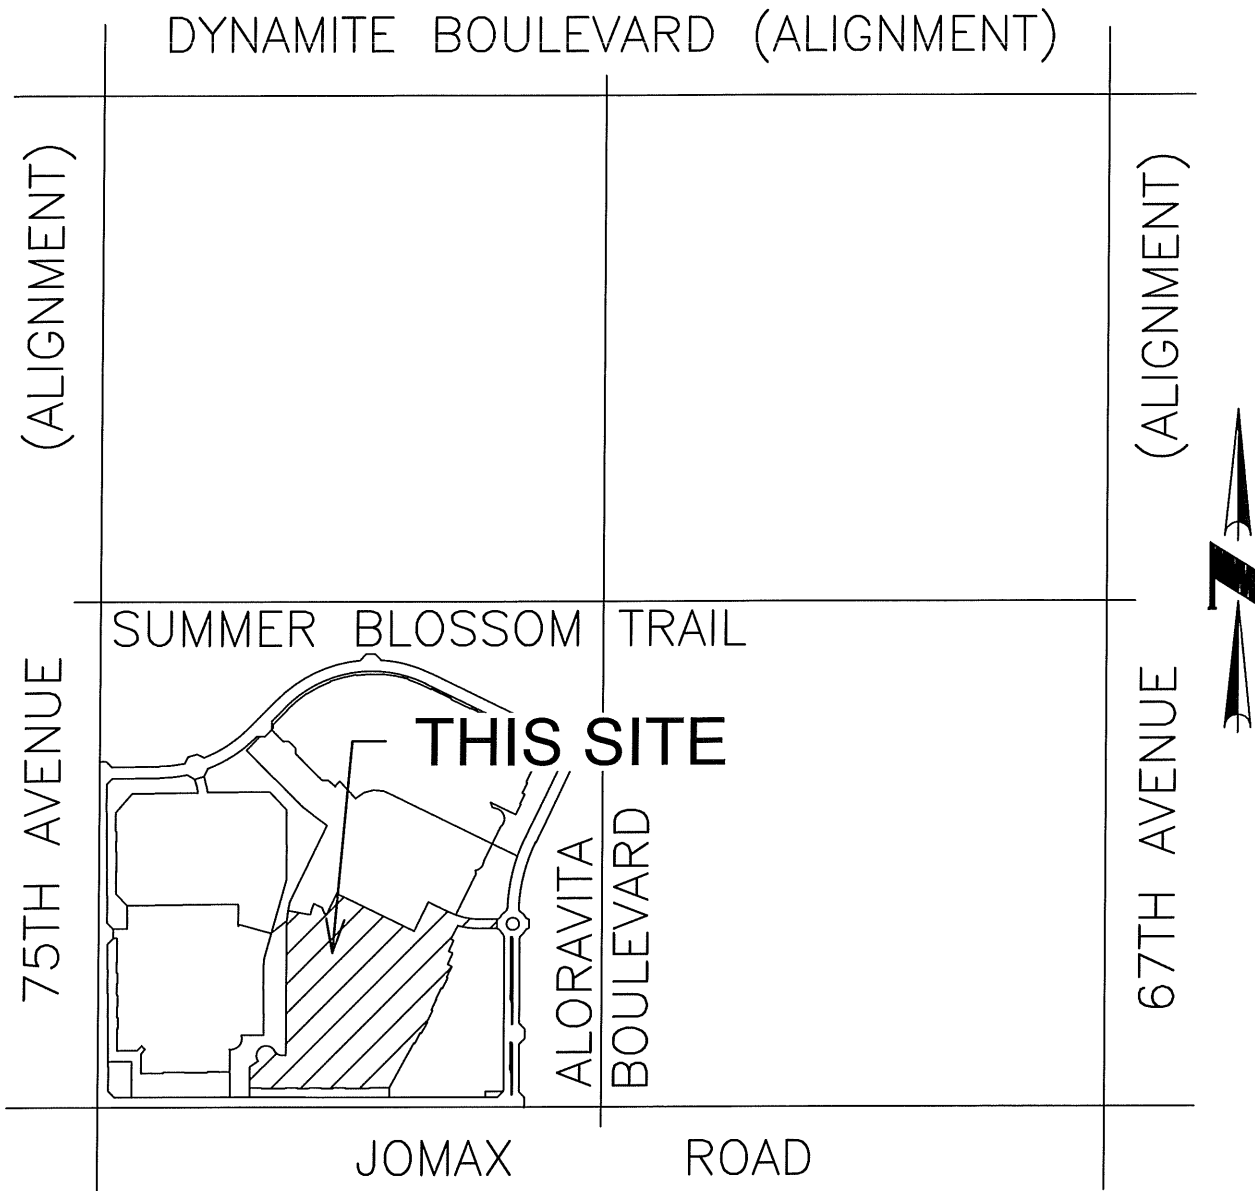 DYNAMITE BOULEVARD (ALIGNMENT)
75TH AVENUE (ALIGNMENT)
67TH AVENUE (ALIGNMENT)
N
SUMMER BLOSSOM TRAIL
THIS SITE
ALORAVITA
BOULEVARD
JOMAX ROAD